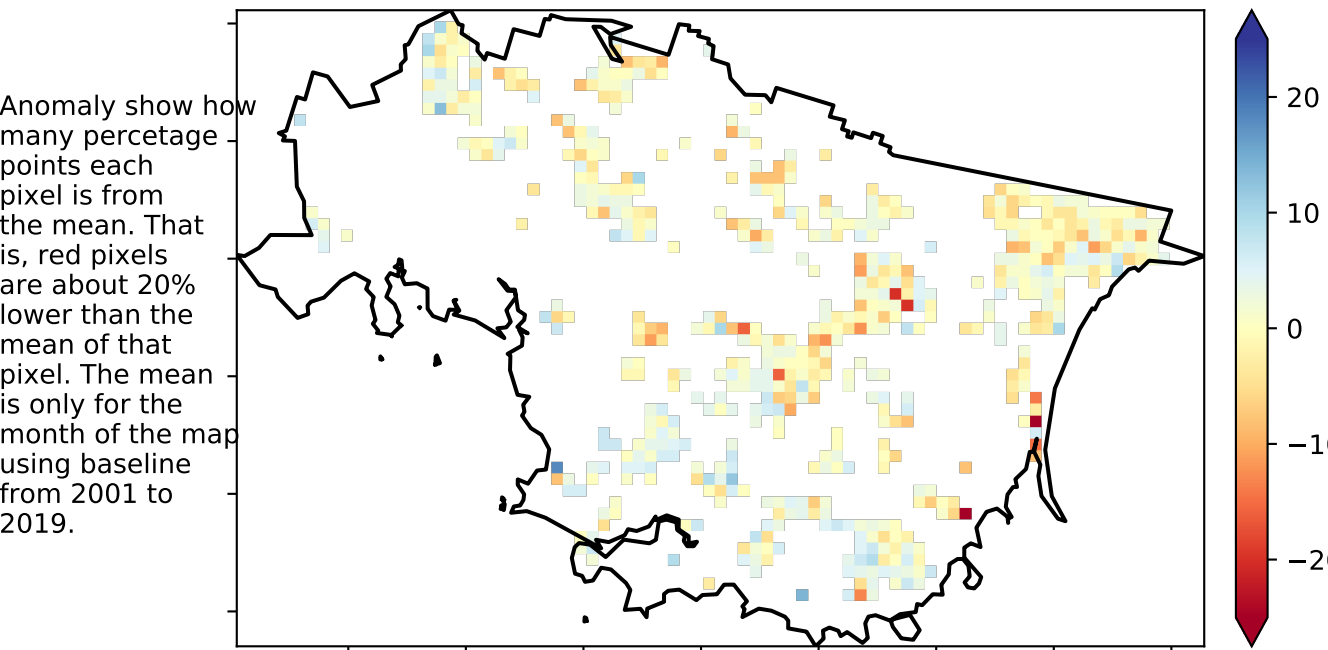 Anomaly show how
many percetage
points each
pixel is from
the mean. That
is, red pixels
are about 20%
lower than the
mean of that
pixel. The mean
is only for the
month of the map
using baseline
from 2001 to
2019.
20
10
0
−10
−20